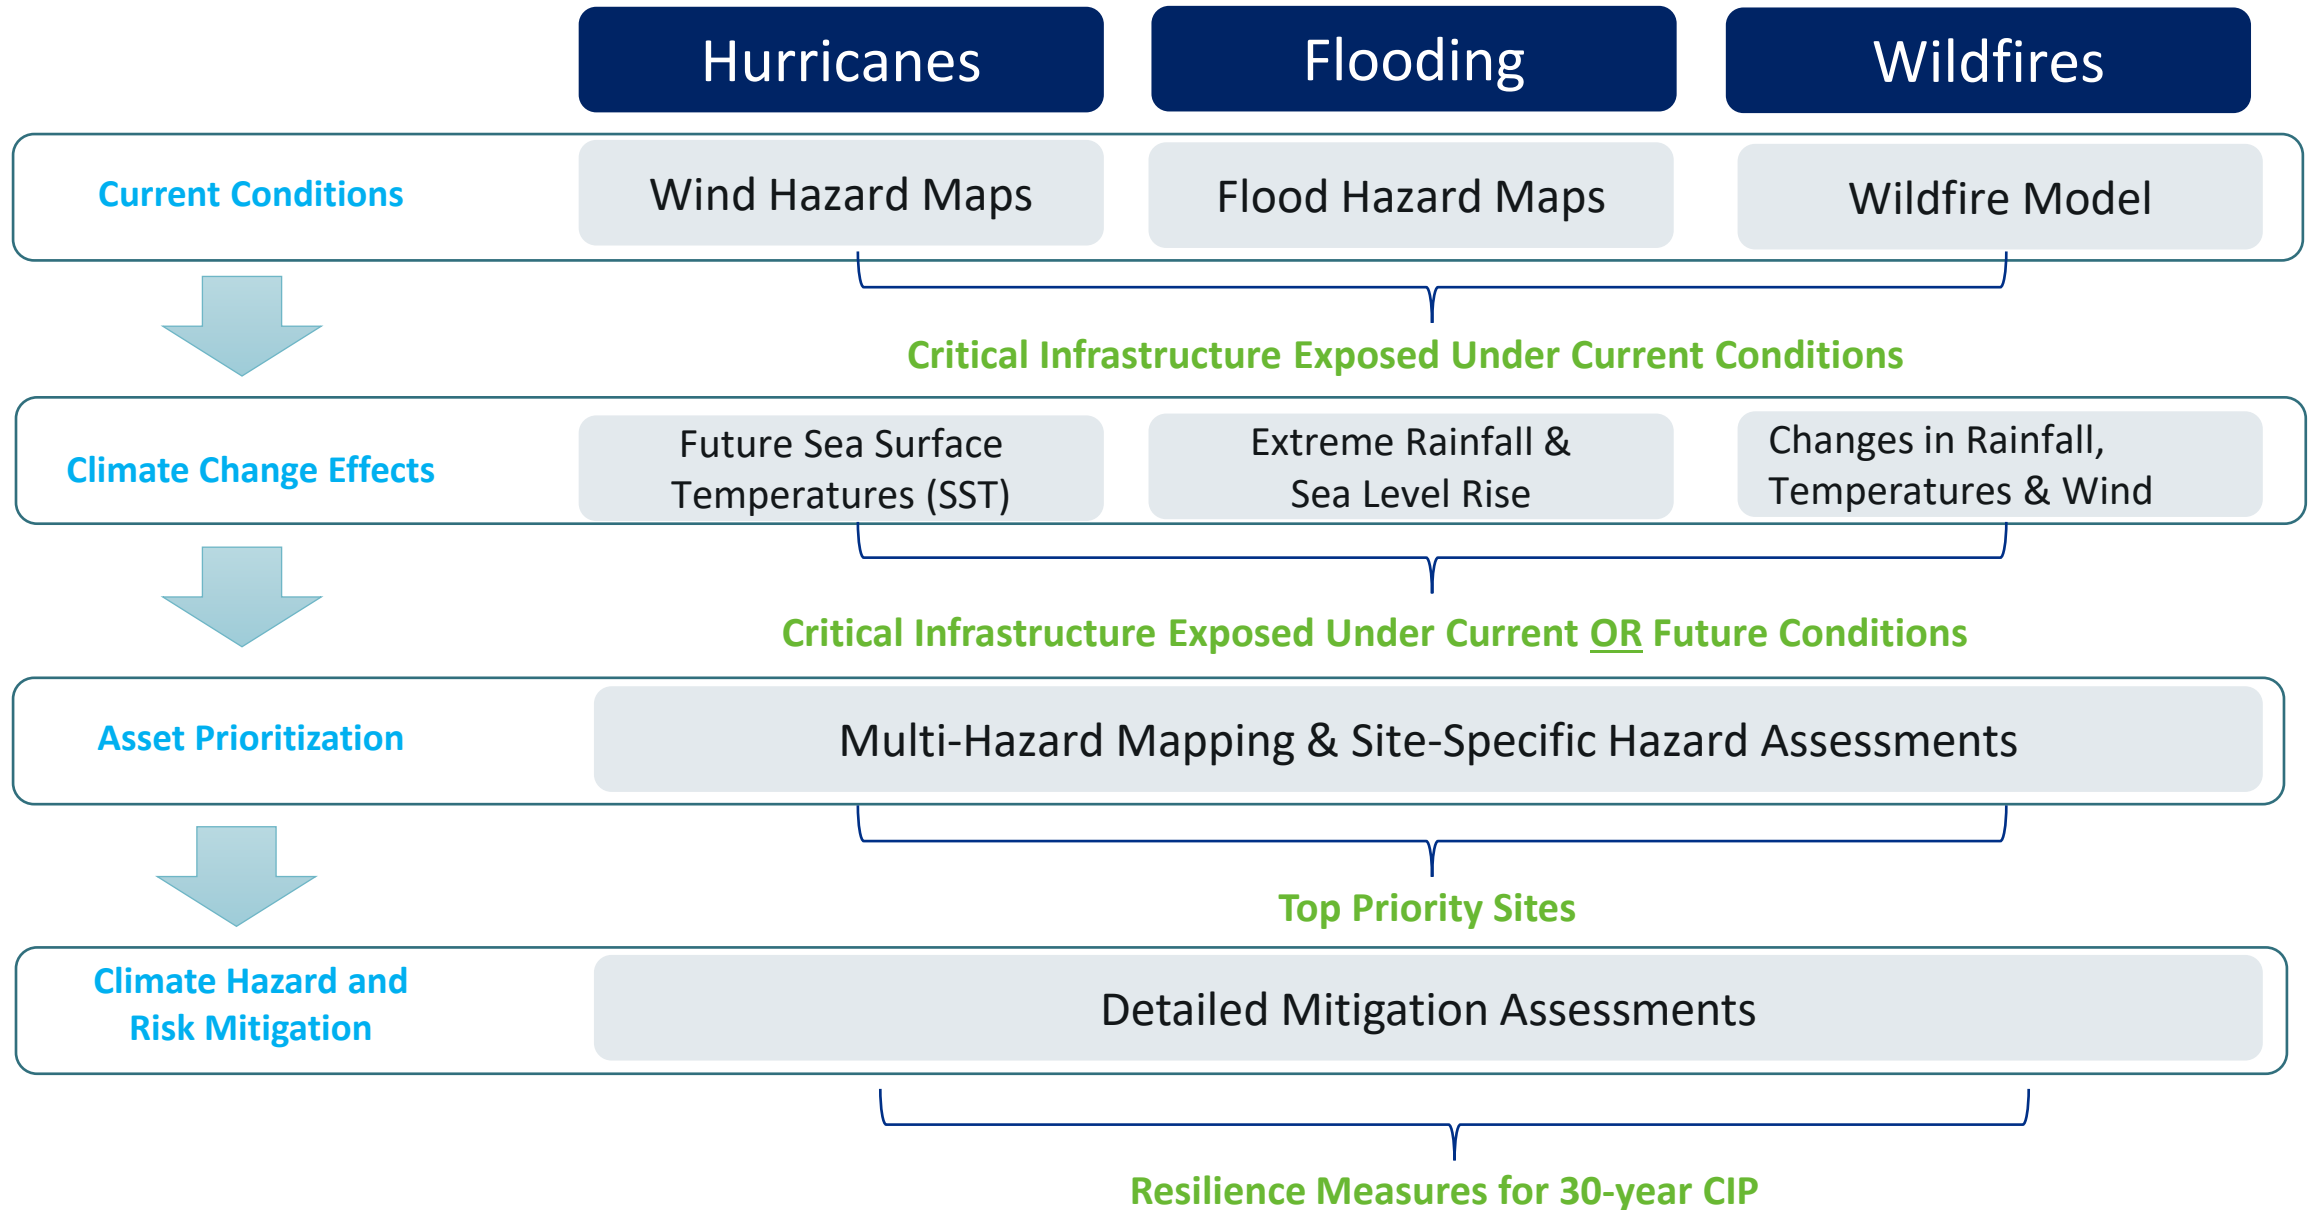 Hurricanes
Flooding
Wildfires
Current Conditions
Wind Hazard Maps
Flood Hazard Maps
Wildfire Model
Critical Infrastructure Exposed Under Current Conditions
Climate Change Effects
Future Sea Surface
Temperatures (SST)
Extreme Rainfall &
Sea Level Rise
Changes in Rainfall,
Temperatures & Wind
Critical Infrastructure Exposed Under Current OR Future Conditions
Asset Prioritization
Multi-Hazard Mapping & Site-Specific Hazard Assessments
Top Priority Sites
Climate Hazard and
Risk Mitigation
Detailed Mitigation Assessments
Resilience Measures for 30-year CIP